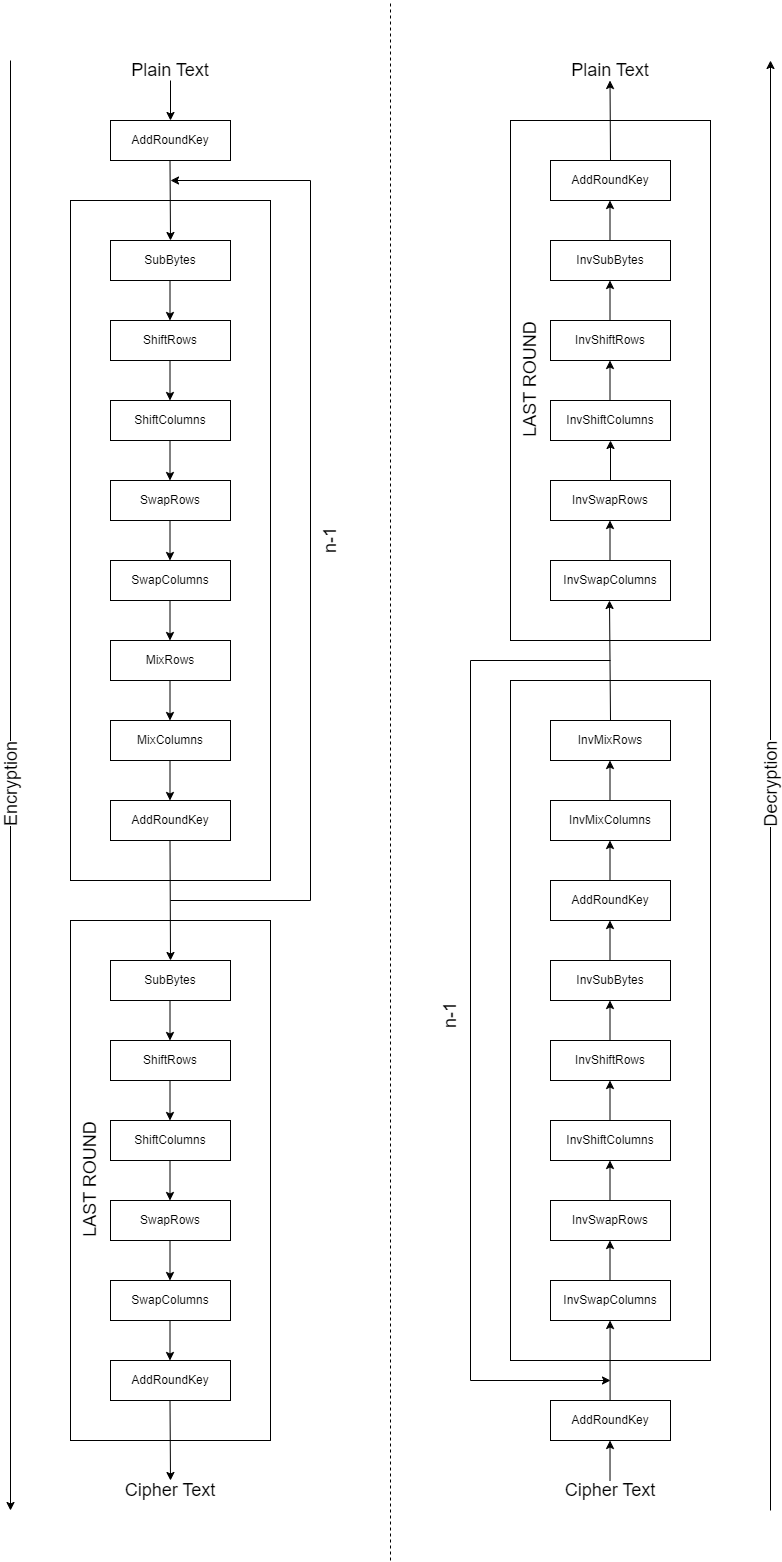 Plain Text
AddRoundKey
SubBytes
ShiftRows
ShiftColumns
SwapRows
SwapColumns
MixRows
MixColumns
AddRoundKey
n-1
Encryption
LAST ROUND
SubBytes
ShiftRows
ShiftColumns
SwapRows
SwapColumns
AddRoundKey
Cipher Text
Plain Text
LAST ROUND
AddRoundKey
InvSubBytes
InvShiftRows
InvShiftColumns
InvSwapRows
InvSwapColumns
InvMixRows
InvMixColumns
AddRoundKey
InvSubBytes
InvShiftRows
InvShiftColumns
InvSwapRows
InvSwapColumns
n-1
AddRoundKey
Cipher Text
Decryption